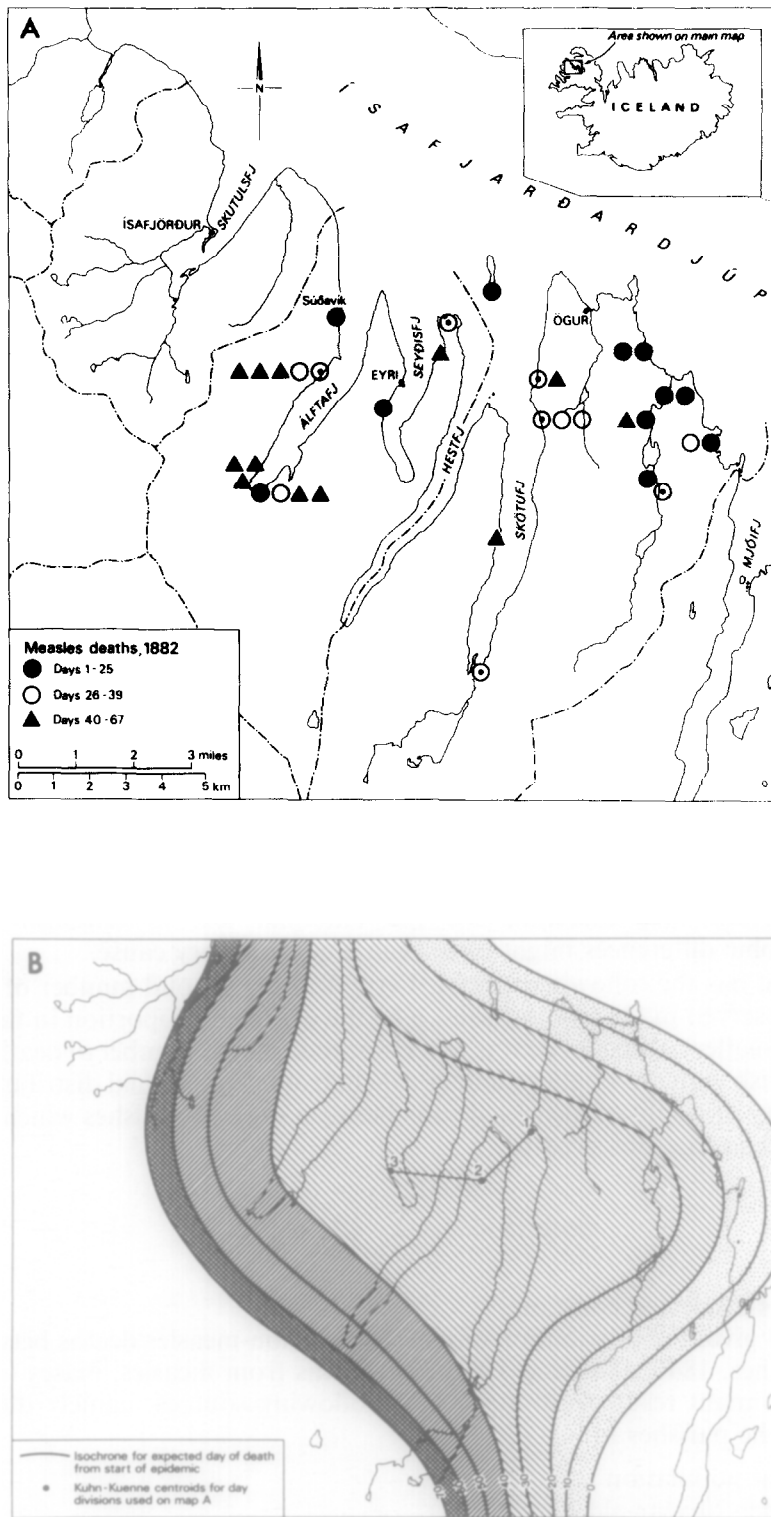 A
N
Area shown on main map
ICELAND
ÍSAFJARÐARDJÚP
ÍSAFJÖRÐUR
SKUTULSFJ
Súðavik
ÁLFTAFJ
EYRI
SEYÐISFJ
HESTFJ
SKÖTUFJ
ÖGUR
MJÓIFJ
Measles deaths, 1882
Days 1-25
Days 26-39
Days 40-67
0 1 2 3 miles
0 1 2 3 4 5 km
B
1
2
3
Isochrone for expected day of death
from start of epidemic
Kuhn-Kuenne centroids for day
divisions used on map A